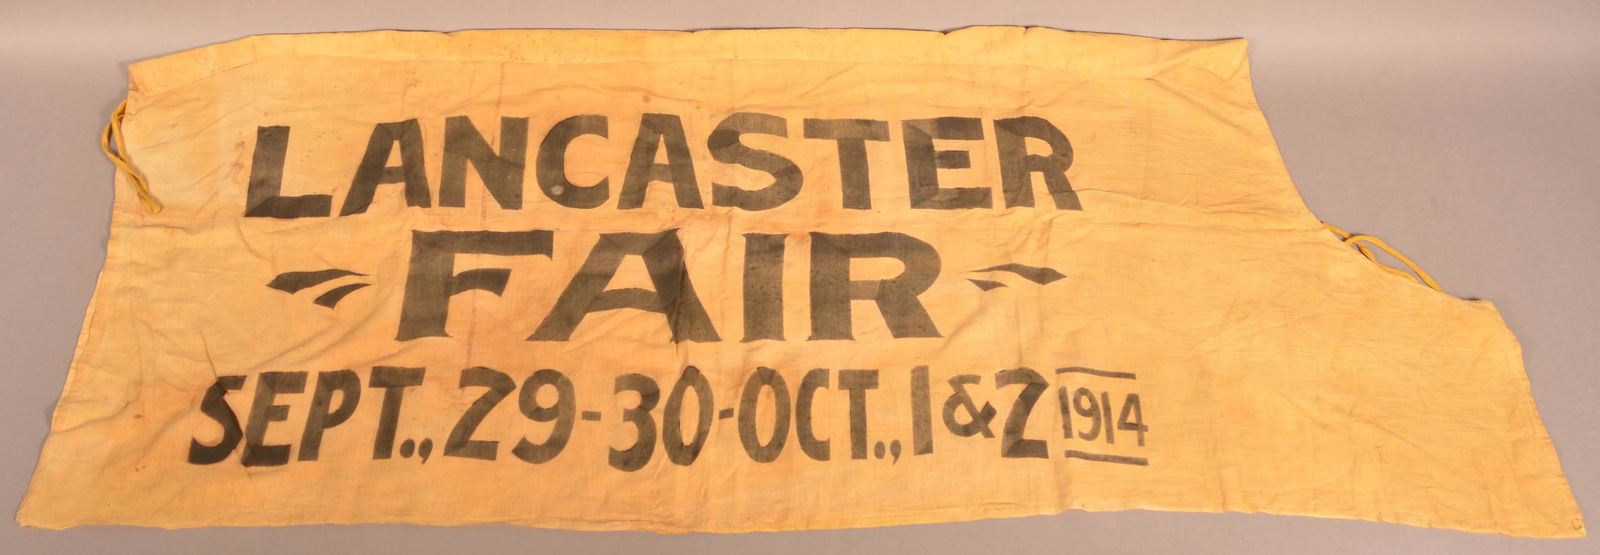 LANCASTER
FAIR
SEPT., 29-30-OCT., 1 & 2 1914